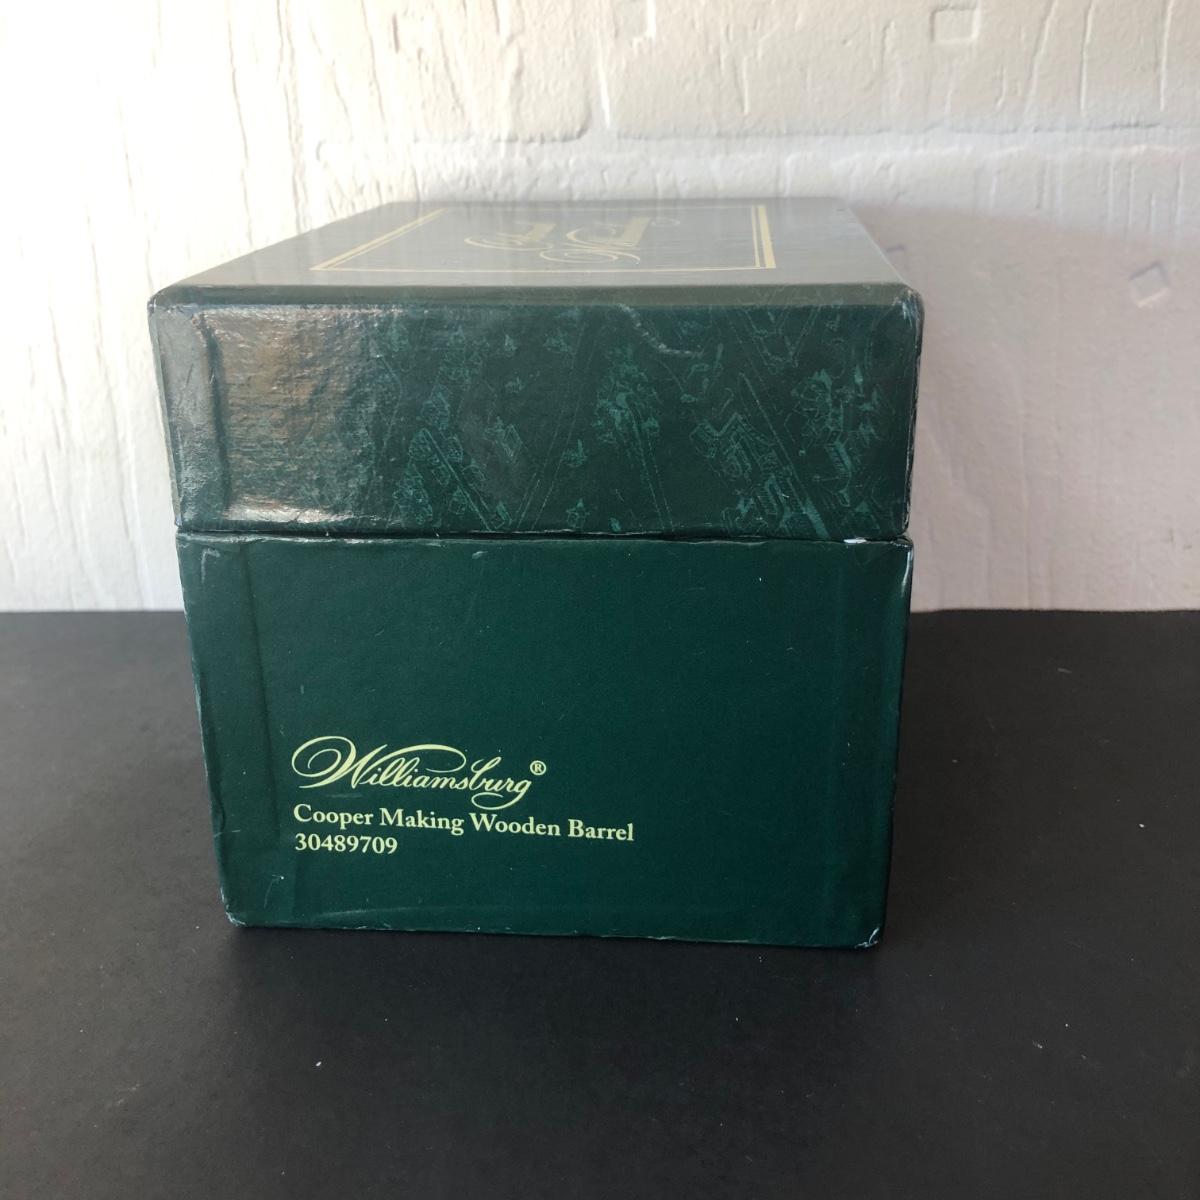 Williamsburg®
Cooper Making Wooden Barrel
30489709